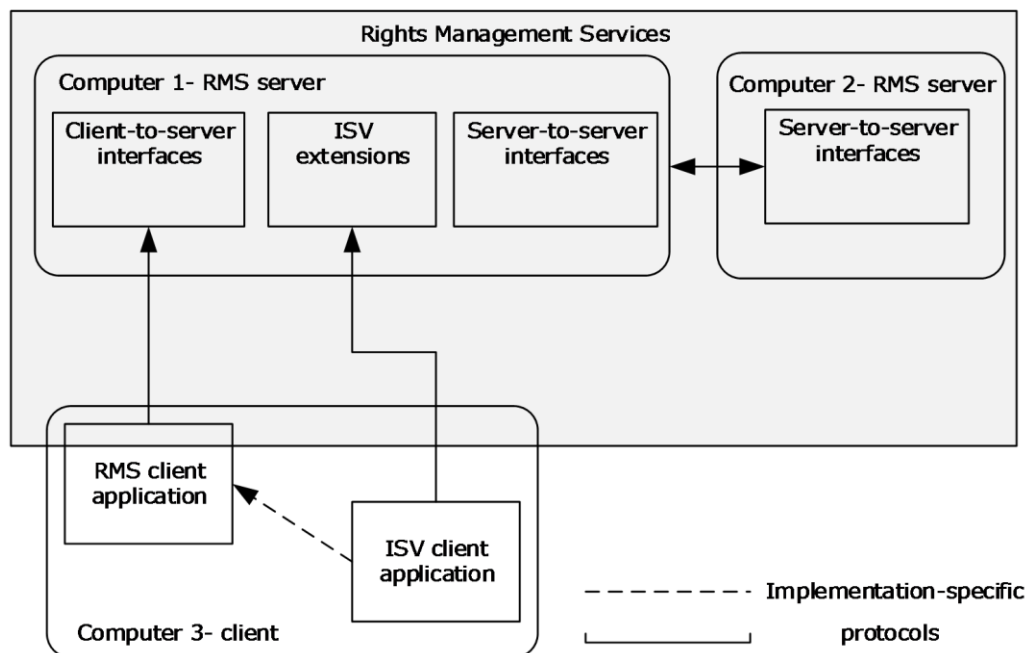 Rights Management Services
Computer 1- RMS server
Computer 2- RMS server
Client-to-server
interfaces
ISV
extensions
Server-to-server
interfaces
Server-to-server
interfaces
RMS client
application
ISV client
application
Computer 3- client
Implementation-specific
protocols